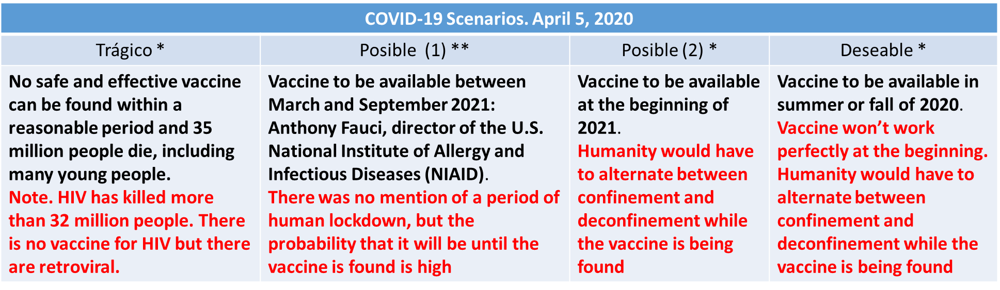 COVID-19 Scenarios. April 5, 2020
Trágico *
Posible (1) **
Posible (2) *
Deseable *
No safe and effective vaccine
can be found within a
reasonable period and 35
million people die, including
many young people.
Note. HIV has killed more
than 32 million people. There
is no vaccine for HIV but there
are retroviral.
Vaccine to be available between
March and September 2021:
Anthony Fauci, director of the U.S.
National Institute of Allergy and
Infectious Diseases (NIAID).
There was no mention of a period of
human lockdown, but the
probability that it will be until the
vaccine is found is high
Vaccine to be available
at the beginning of
2021.
Humanity would have
to alternate between
confinement and
deconfinement while
the vaccine is being
found
Vaccine to be available in
summer or fall of 2020.
Vaccine won’t work
perfectly at the beginning.
Humanity would have to
alternate between
confinement and
deconfinement while the
vaccine is being found